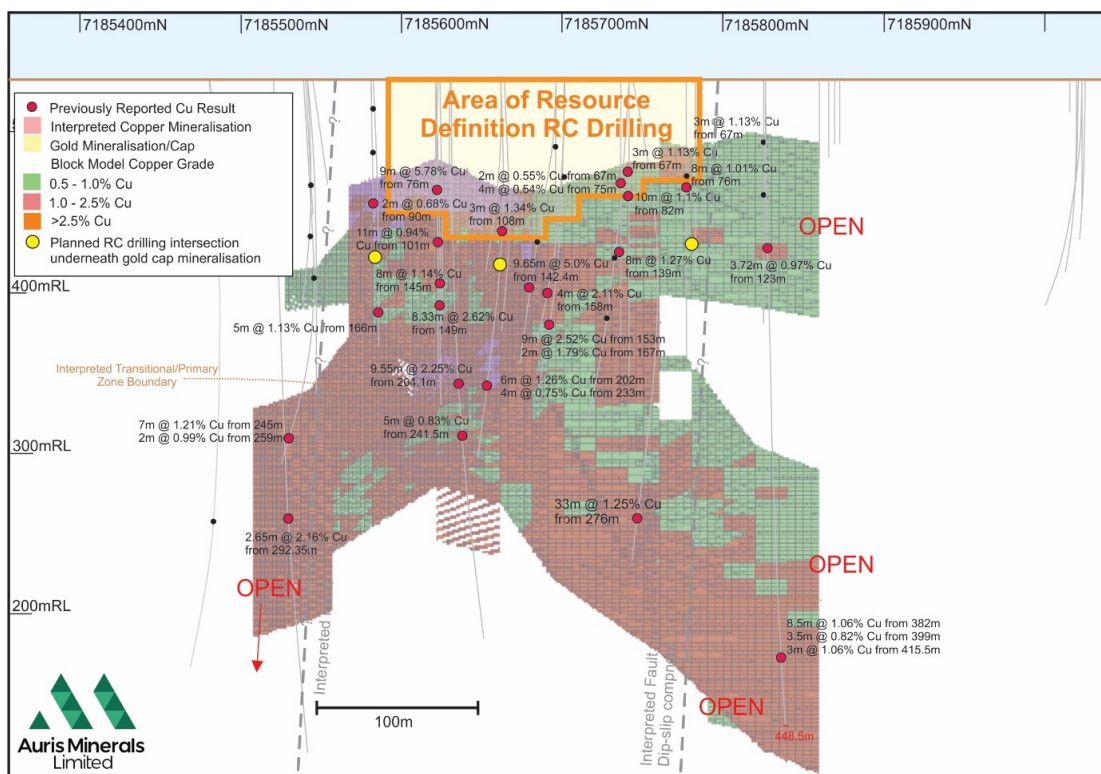 7185400mN
7185500mN
7185600mN
7185700mN
7185800mN
7185900mN
Area of Resource
Definition RC Drilling
Previously Reported Cu Result
Interpreted Copper Mineralisation
Gold Mineralisation/Cap
Block Model Copper Grade
0.5 - 1.0% Cu
1.0 - 2.5% Cu
>2.5% Cu
Planned RC drilling intersection
underneath gold cap mineralisation
3m @ 1.13% Cu
from 67m
3m @ 1.13% Cu
from 67m
9m @ 5.78% Cu
from 76m
2m @ 0.55% Cu from 67m
4m @ 0.54% Cu from 75m
8m @ 1.01% Cu
from 76m
2m @ 0.68% Cu
from 90m
3m @ 1.34% Cu
from 108m
10m @ 1.1% Cu
from 82m
OPEN
11m @ 0.94%
Cu from 101m
9.65m @ 5.0% Cu
from 142.4m
8m @ 1.27% Cu
from 139m
3.72m @ 0.97% Cu
from 123m
400mRL
8m @ 1.14% Cu
from 145m
4m @ 2.11% Cu
from 158m
5m @ 1.13% Cu from 166m
8.33m @ 2.62% Cu
from 149m
9m @ 2.52% Cu from 153m
2m @ 1.79% Cu from 167m
Interpreted Transitional/Primary
Zone Boundary
9.55m @ 2.25% Cu
from 204.1m
6m @ 1.26% Cu from 202m
4m @ 0.75% Cu from 233m
7m @ 1.21% Cu from 245m
2m @ 0.99% Cu from 259m
5m @ 0.83% Cu
from 241.5m
300mRL
33m @ 1.25% Cu
from 276m
2.65m @ 2.16% Cu
from 292.35m
OPEN
OPEN
200mRL
8.5m @ 1.06% Cu from 382m
3.5m @ 0.82% Cu from 399m
3m @ 1.06% Cu from 415.5m
Interpreted
Interpreted Fault
Dip-slip compne
OPEN
448.5m
100m
Auris Minerals
Limited